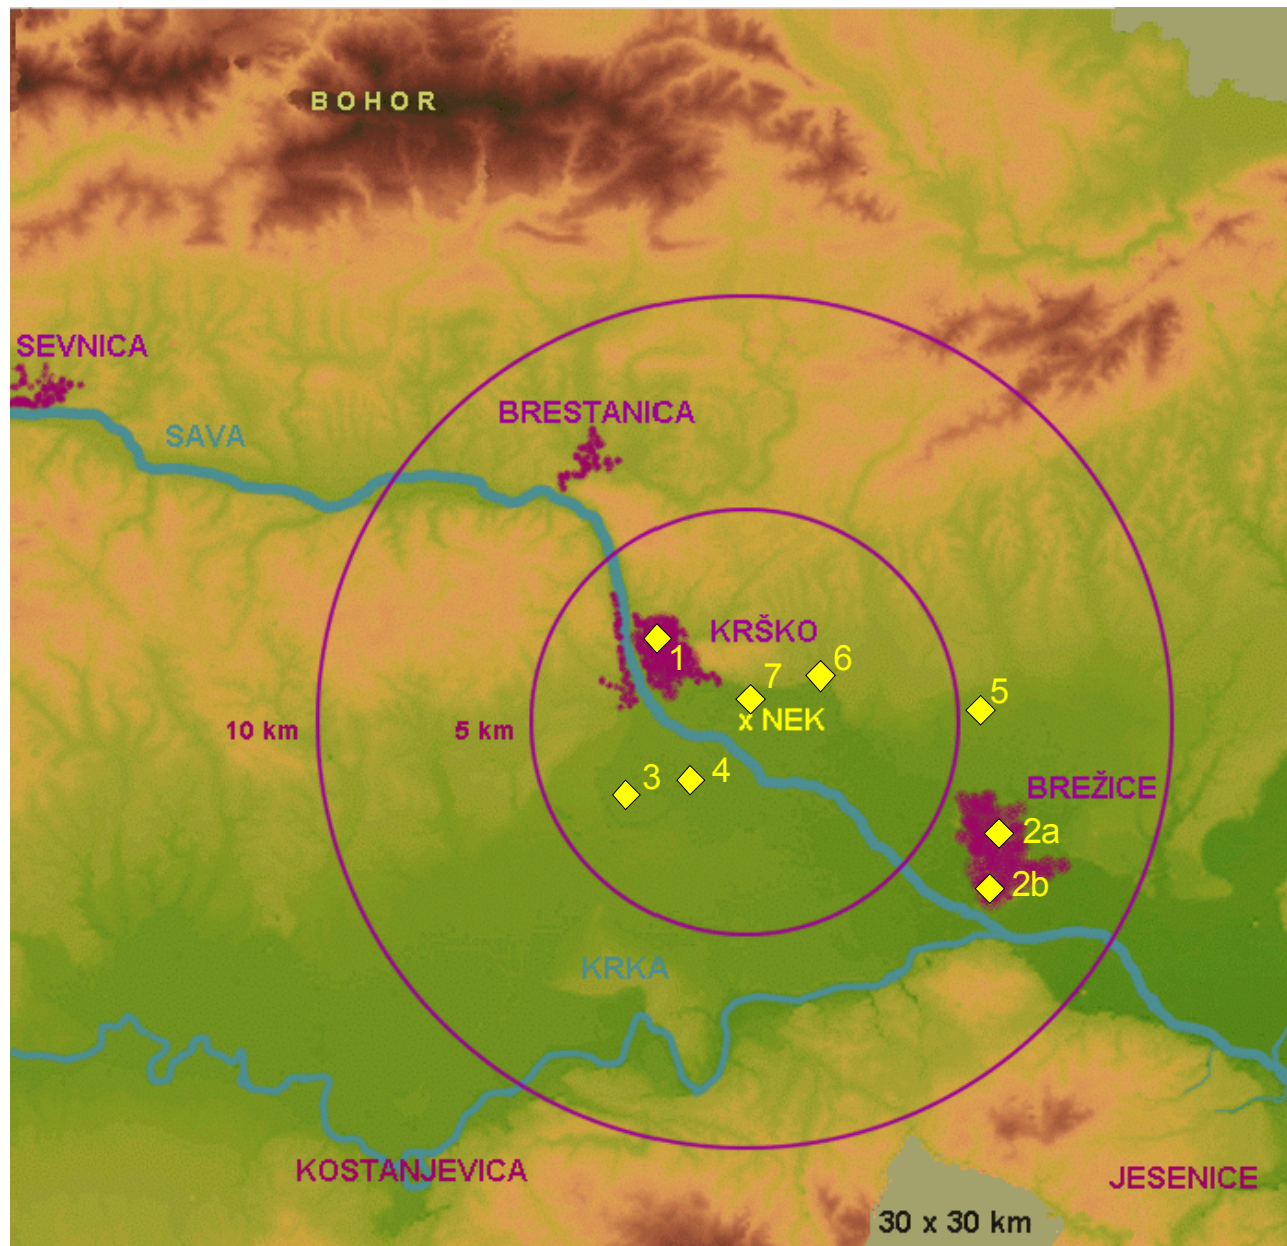 BOHOR
SEVNICA
BRESTANICA
SAVA
KRŠKO
1
7
6
5
10 km
5 km
x NEK
3
4
BREŽICE
2a
2b
KRKA
KOSTANJEVICA
JESENICE
30 x 30 km